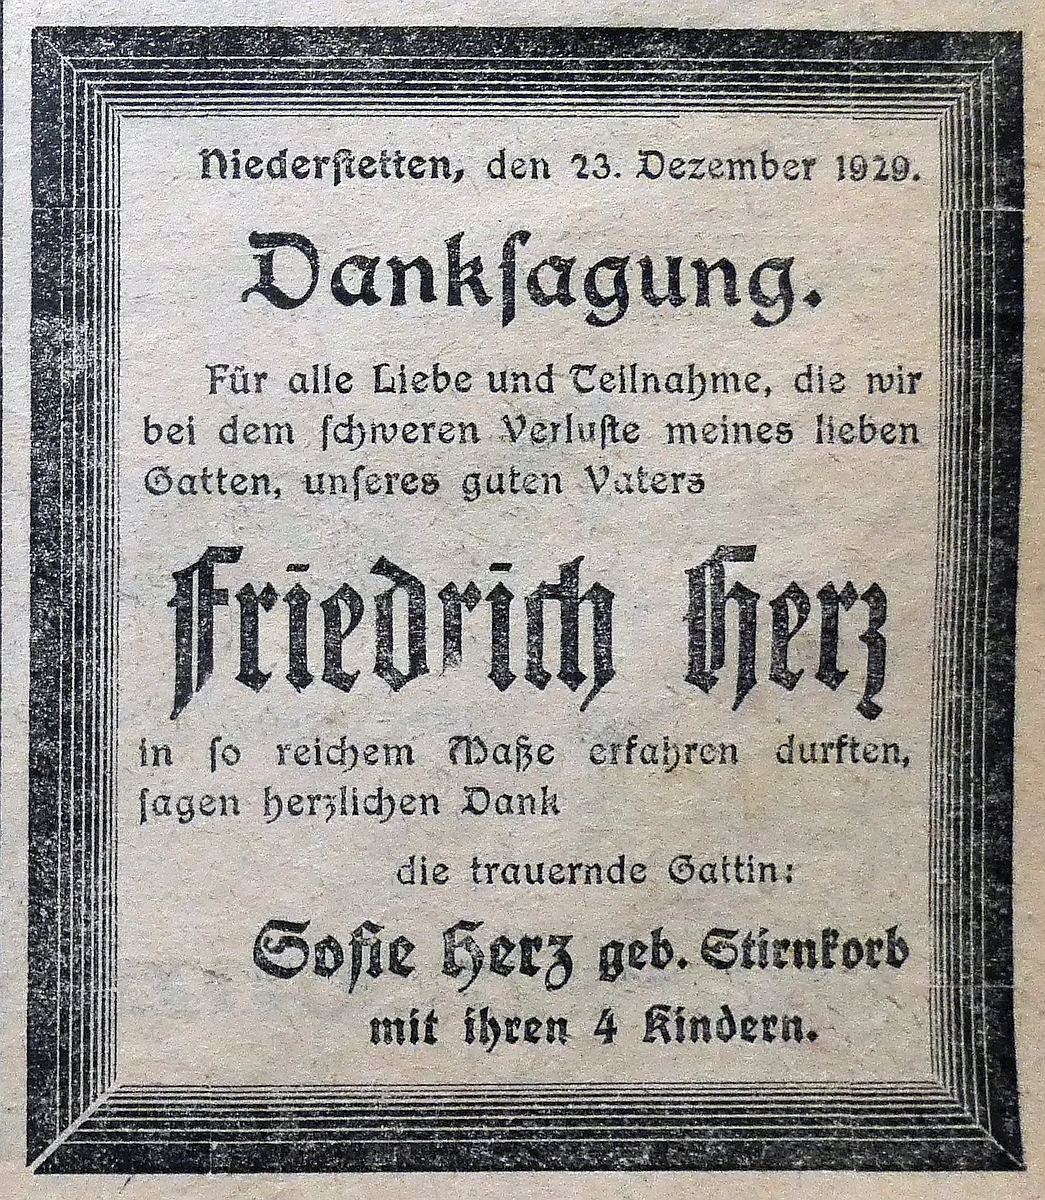 Niederſtetten, den 23. Dezember 1929.
Dankſagung.
Für alle Liebe und Teilnahme, die wir
bei dem ſchweren Verluſte meines lieben
Gatten, unſeres guten Vaters
Friedrich Herz
in ſo reichem Maße erfahren durften,
ſagen herzlichen Dank
die trauernde Gattin:
Sofie Herz geb. Stirnkorb
mit ihren 4 Kindern.